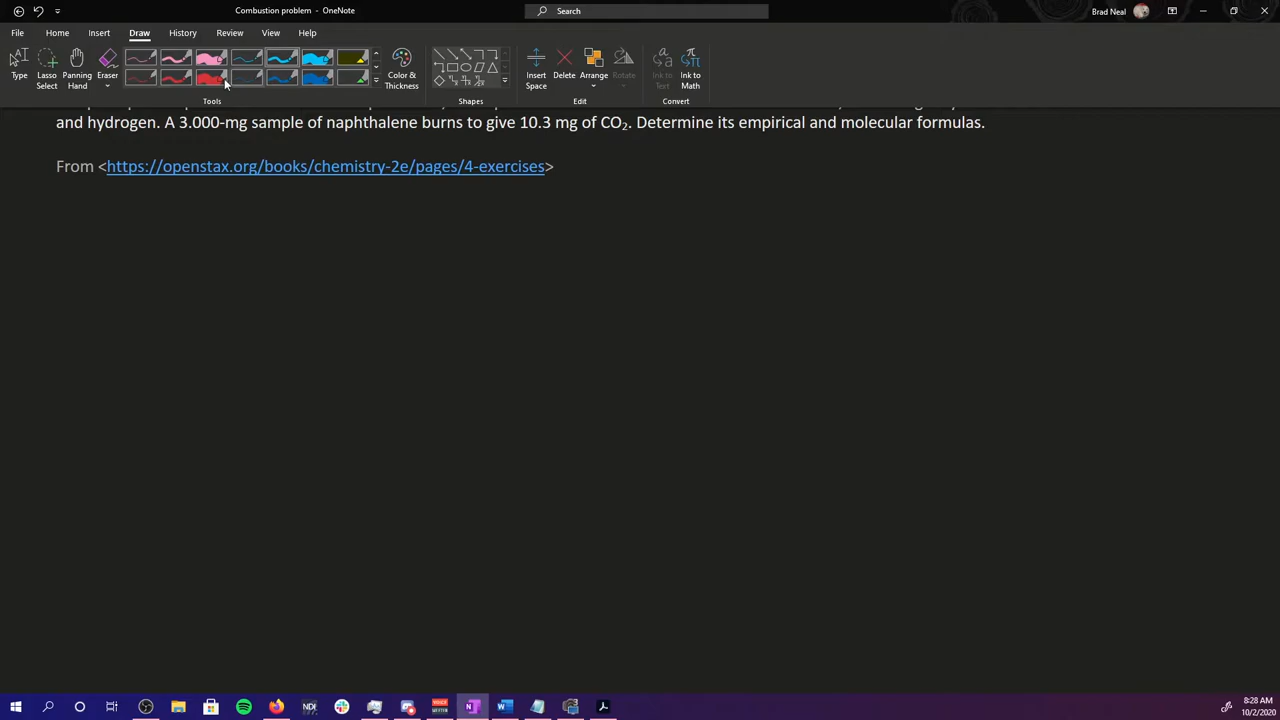 Combustion problem - OneNote
Search
Brad Neal
File Home Insert Draw History Review View Help
Type
Lasso Select
Panning Hand
Eraser
Color & Thickness
Insert Space
Delete
Arrange
Rotate
Ink to Text
Ink to Math
Tools
Shapes
Edit
Convert
and hydrogen. A 3.000-mg sample of naphthalene burns to give 10.3 mg of CO₂. Determine its empirical and molecular formulas.
From <https://openstax.org/books/chemistry-2e/pages/4-exercises>
NDI
8:28 AM
10/2/2020